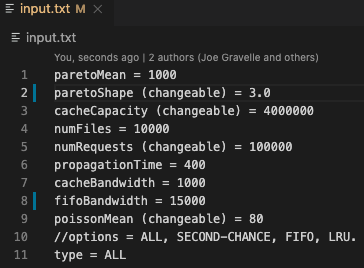 input.txt M ×
input.txt
You, seconds ago | 2 authors (Joe Gravelle and others)
1 paretoMean = 1000
2 paretoShape (changeable) = 3.0
3 cacheCapacity (changeable) = 4000000
4 numFiles = 10000
5 numRequests (changeable) = 100000
6 propagationTime = 400
7 cacheBandwidth = 1000
8 fifoBandwidth = 15000
9 poissonMean (changeable) = 80
10 //options = ALL, SECOND-CHANCE, FIFO, LRU.
11 type = ALL